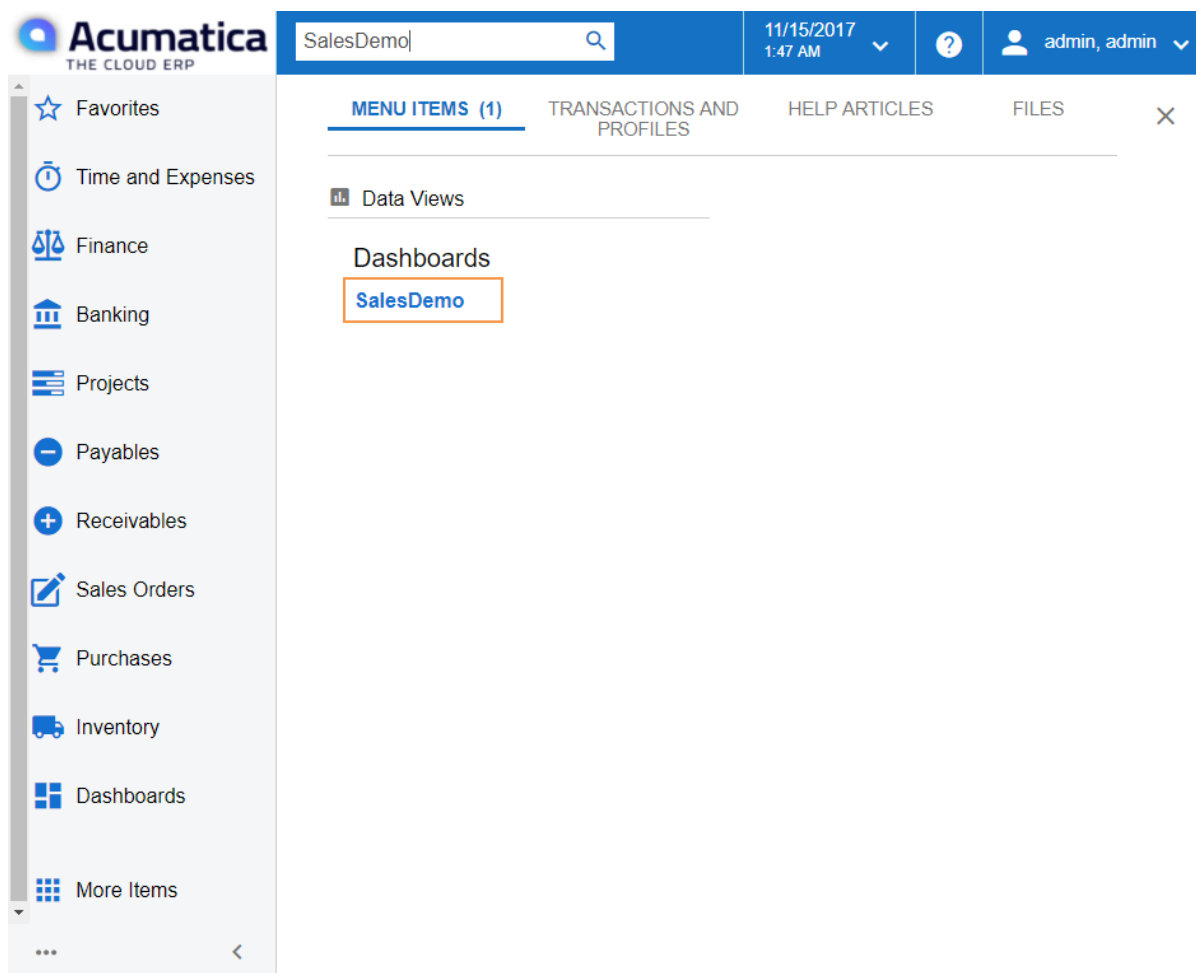 Acumatica
THE CLOUD ERP
SalesDemo
11/15/2017
1:47 AM
admin, admin
Favorites
Time and Expenses
Finance
Banking
Projects
Payables
Receivables
Sales Orders
Purchases
Inventory
Dashboards
More Items
MENU ITEMS (1)
TRANSACTIONS AND
PROFILES
HELP ARTICLES
FILES
Data Views
Dashboards
SalesDemo